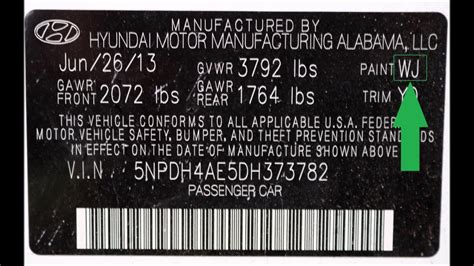 MANUFACTURED BY
HYUNDAI MOTOR MANUFACTURING ALABAMA, LLC
Jun/26/13 GVWR 3792 lbs PAINT WJ
GAWR FRONT 2072 lbs GAWR REAR 1764 lbs TRIM
THIS VEHICLE CONFORMS TO ALL APPLICABLE U.S.A. FEDERAL
MOTOR VEHICLE SAFETY, BUMPER, AND THEFT PREVENTION STANDARDS
IN EFFECT ON THE DATE OF MANUFACTURE SHOWN ABOVE
V.I.N 5NPDH4AE5DH373782
PASSENGER CAR